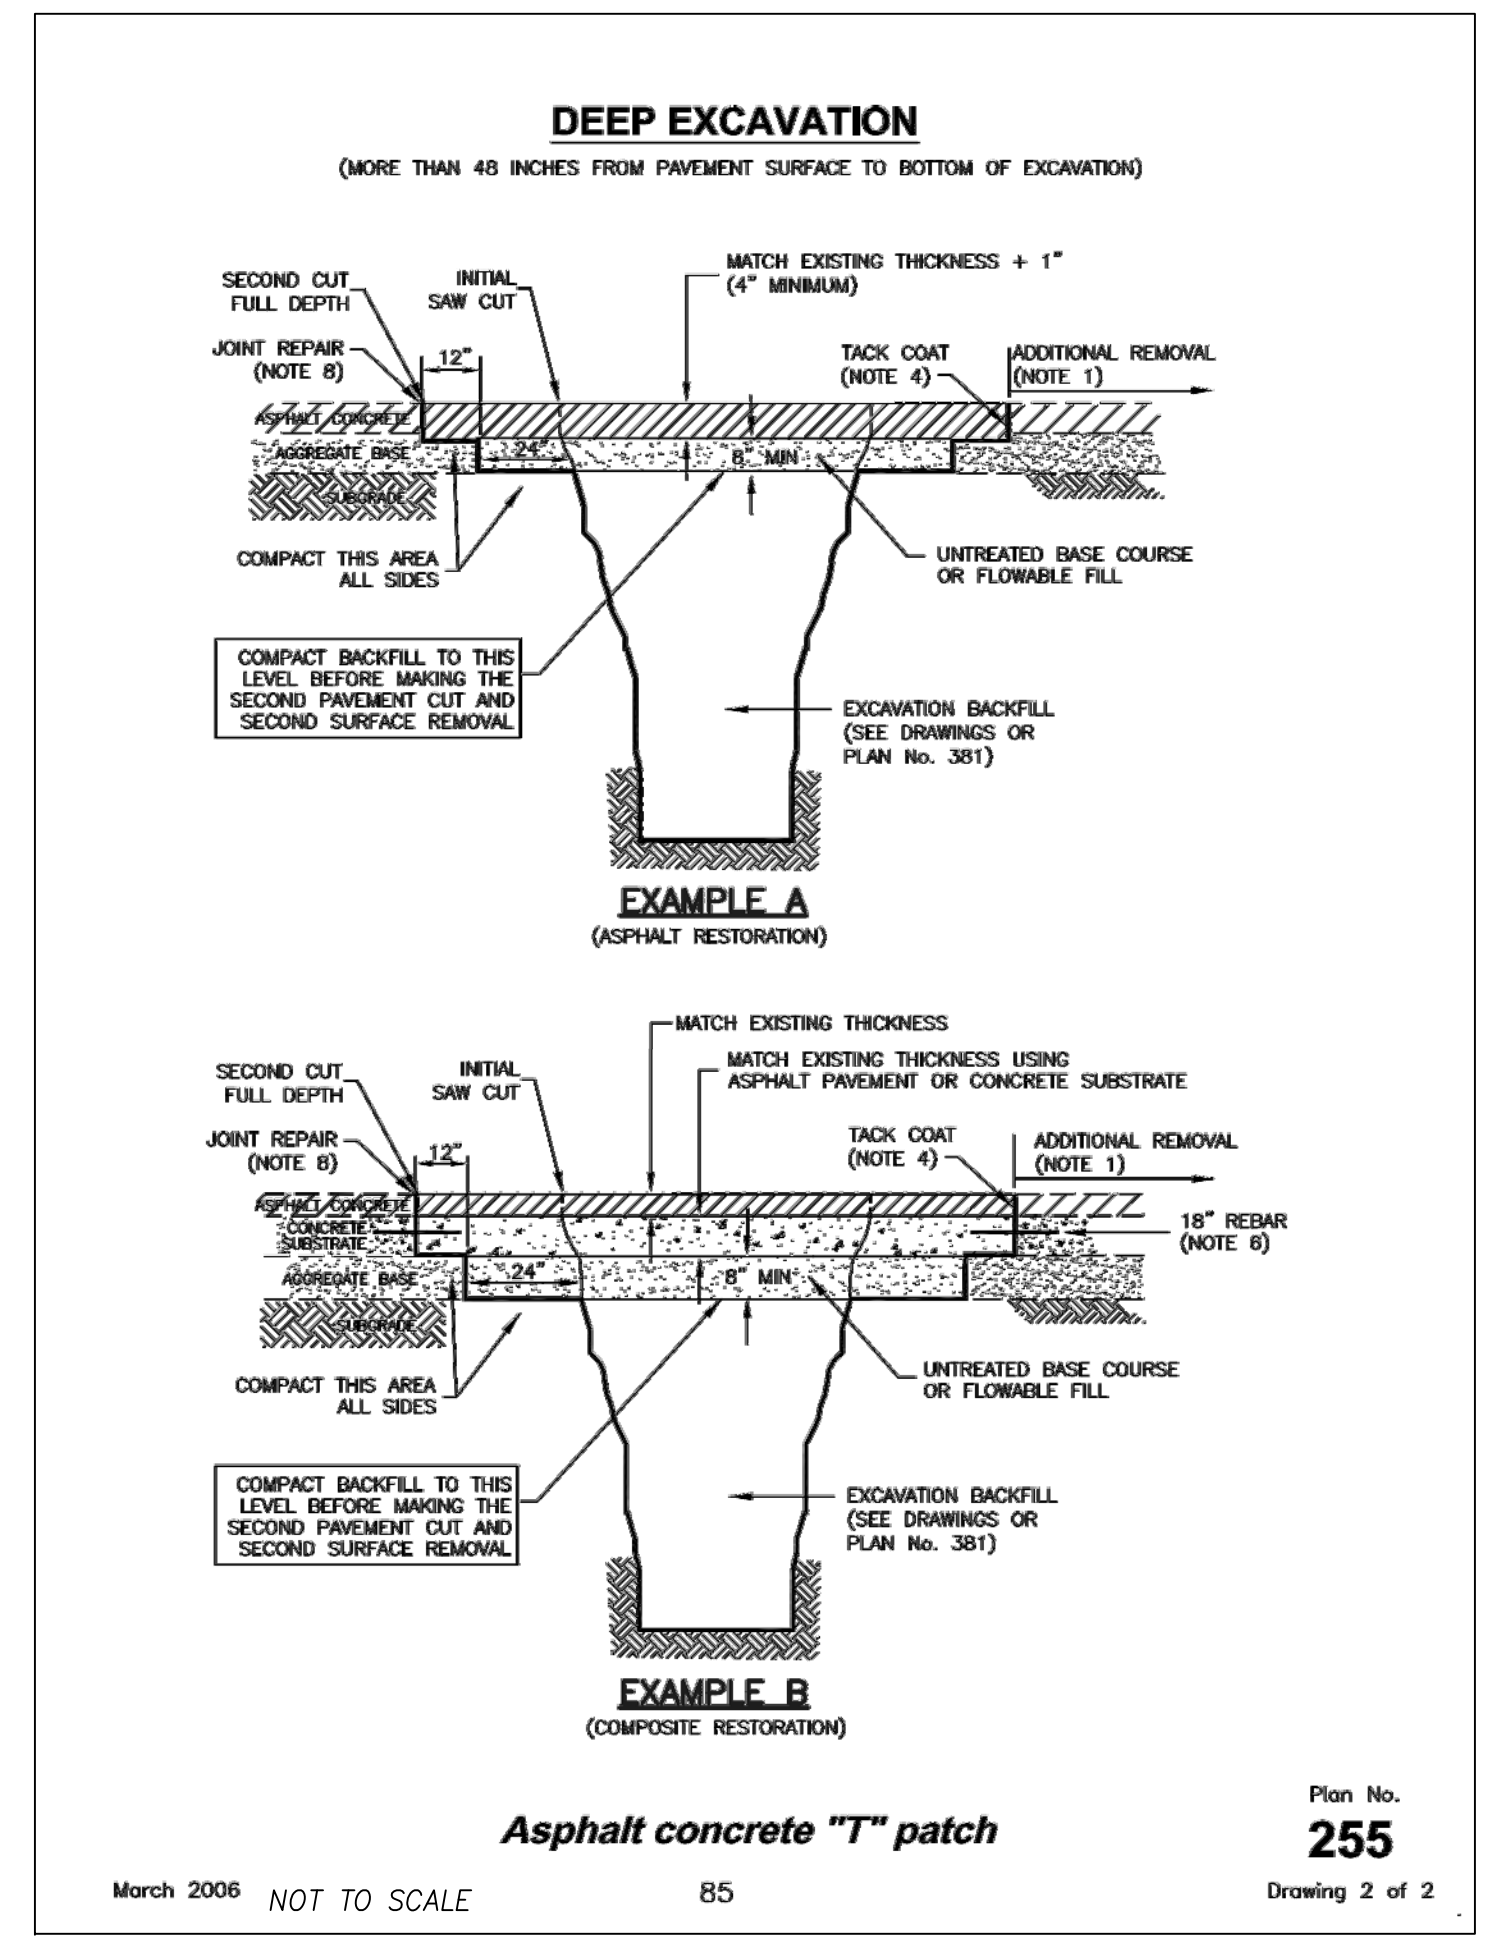 DEEP EXCAVATION
(MORE THAN 48 INCHES FROM PAVEMENT SURFACE TO BOTTOM OF EXCAVATION)
MATCH EXISTING THICKNESS + 1"
(4" MINIMUM)
SECOND CUT
FULL DEPTH
INITIAL
SAW CUT
JOINT REPAIR
(NOTE 8)
12"
TACK COAT
(NOTE 4)
ADDITIONAL REMOVAL
(NOTE 1)
ASPHALT CONCRETE
AGGREGATE BASE
24"
8" MIN
SUBGRADE
COMPACT THIS AREA
ALL SIDES
UNTREATED BASE COURSE
OR FLOWABLE FILL
COMPACT BACKFILL TO THIS
LEVEL BEFORE MAKING THE
SECOND PAVEMENT CUT AND
SECOND SURFACE REMOVAL
EXCAVATION BACKFILL
(SEE DRAWINGS OR
PLAN No. 381)
EXAMPLE A
(ASPHALT RESTORATION)
MATCH EXISTING THICKNESS
MATCH EXISTING THICKNESS USING
ASPHALT PAVEMENT OR CONCRETE SUBSTRATE
SECOND CUT
FULL DEPTH
INITIAL
SAW CUT
JOINT REPAIR
(NOTE 8)
12"
TACK COAT
(NOTE 4)
ADDITIONAL REMOVAL
(NOTE 1)
ASPHALT CONCRETE
CONCRETE
SUBSTRATE
18" REBAR
(NOTE 6)
AGGREGATE BASE
24"
8" MIN
SUBGRADE
COMPACT THIS AREA
ALL SIDES
UNTREATED BASE COURSE
OR FLOWABLE FILL
COMPACT BACKFILL TO THIS
LEVEL BEFORE MAKING THE
SECOND PAVEMENT CUT AND
SECOND SURFACE REMOVAL
EXCAVATION BACKFILL
(SEE DRAWINGS OR
PLAN No. 381)
EXAMPLE B
(COMPOSITE RESTORATION)
Asphalt concrete "T" patch
Plan No.
255
March 2006
NOT TO SCALE
85
Drawing 2 of 2